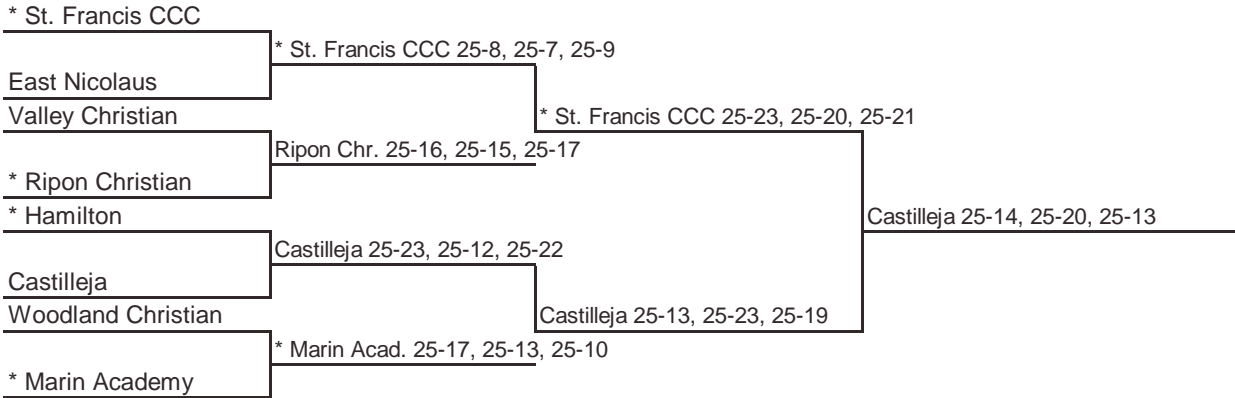 * St. Francis CCC
* St. Francis CCC 25-8, 25-7, 25-9
East Nicolaus
Valley Christian
* St. Francis CCC 25-23, 25-20, 25-21
Ripon Chr. 25-16, 25-15, 25-17
* Ripon Christian
* Hamilton
Castilleja 25-14, 25-20, 25-13
Castilleja 25-23, 25-12, 25-22
Castilleja
Woodland Christian
Castilleja 25-13, 25-23, 25-19
* Marin Acad. 25-17, 25-13, 25-10
* Marin Academy